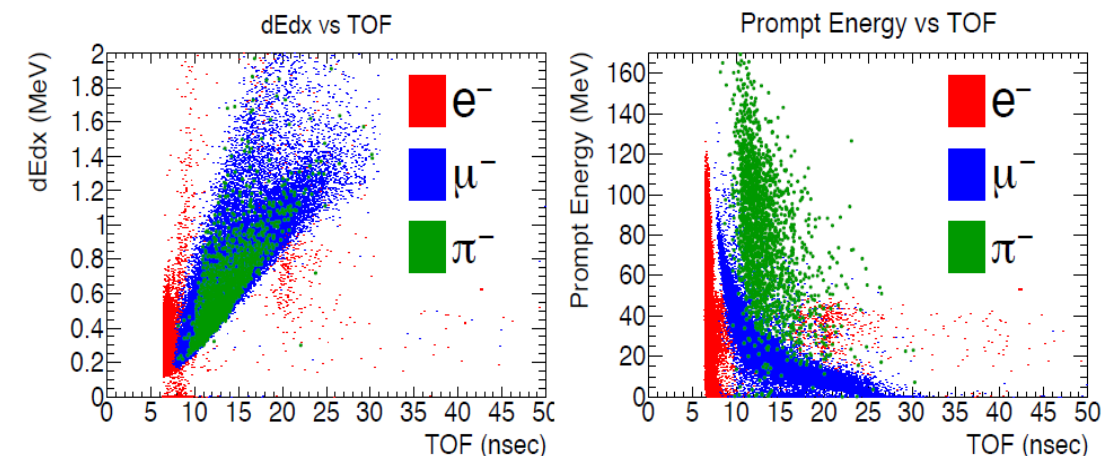 dEdx vs TOF
dEdx (MeV)
2
1.8
1.6
1.4
1.2
1
0.8
0.6
0.4
0.2
0
0 5 10 15 20 25 30 35 40 45 50
TOF (nsec)
e⁻
μ⁻
π⁻
Prompt Energy vs TOF
Prompt Energy (MeV)
160
140
120
100
80
60
40
20
0
0 5 10 15 20 25 30 35 40 45 50
TOF (nsec)
e⁻
μ⁻
π⁻